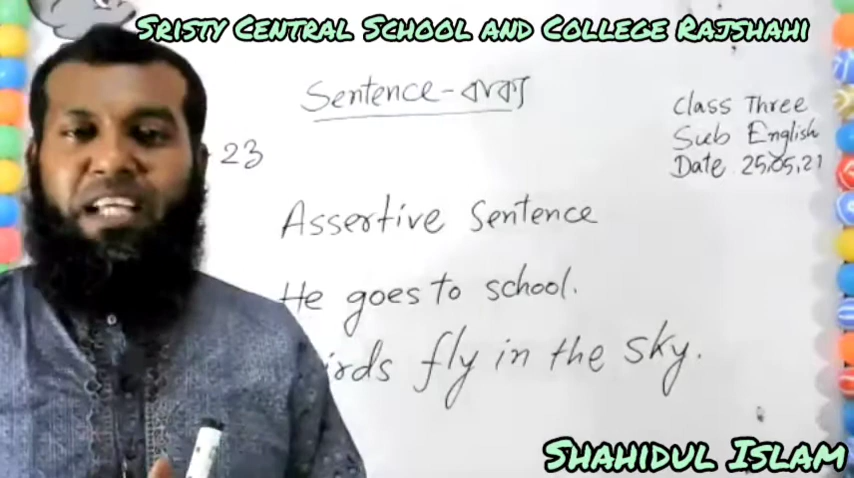 Sristy Central School and College Rajshahi
Sentence - বাক্য
Class Three
Sub English
Date 25.05.21
23
Assertive Sentence
He goes to school.
irds fly in the sky.
Shahidul Islam